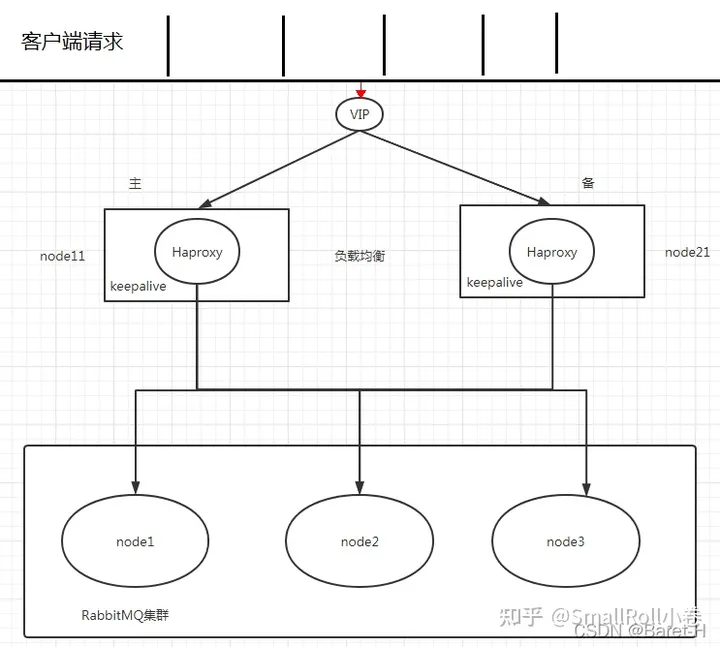 客户端请求
VIP
主
备
node11
Haproxy
keepalive
负载均衡
Haproxy
keepalive
node21
node1
node2
node3
RabbitMQ集群
知乎 @SmallRoll小卷
CSDN @Baret-H